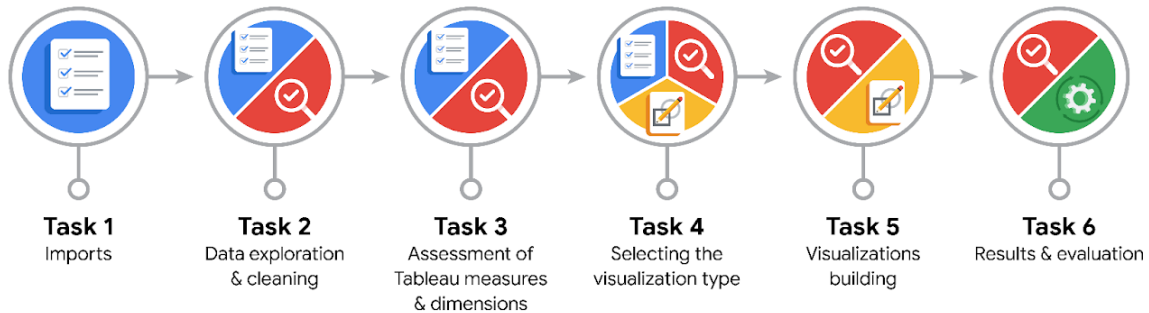 Task 1
Imports
Task 2
Data exploration
& cleaning
Task 3
Assessment of
Tableau measures
& dimensions
Task 4
Selecting the
visualization type
Task 5
Visualizations
building
Task 6
Results & evaluation